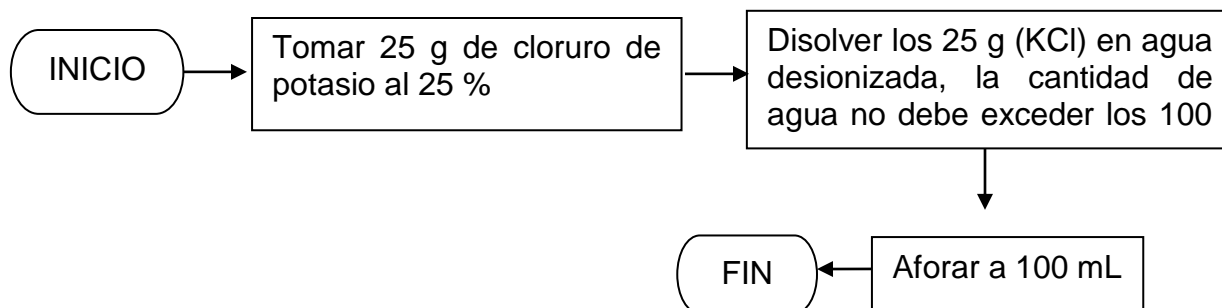 INICIO
Tomar 25 g de cloruro de
potasio al 25 %
Disolver los 25 g (KCl) en agua
desionizada, la cantidad de
agua no debe exceder los 100
Aforar a 100 mL
FIN